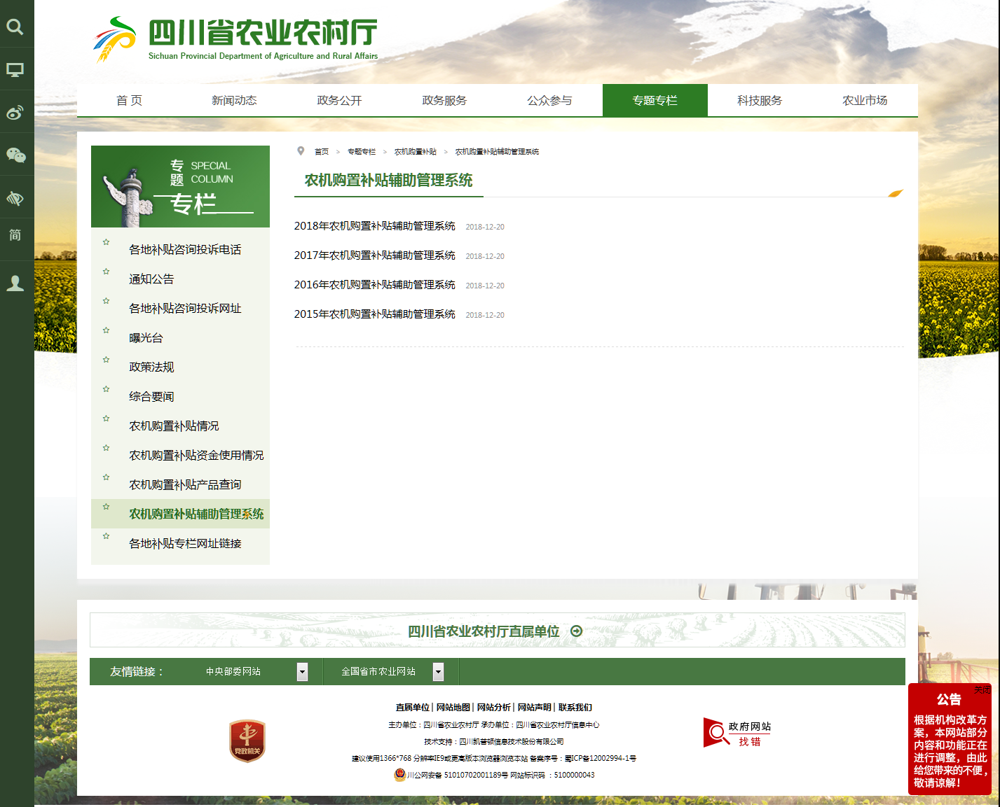 四川省农业农村厅
Sichuan Provincial Department of Agriculture and Rural Affairs
首 页
新闻动态
政务公开
政务服务
公众参与
专题专栏
科技服务
农业市场
简
专题 SPECIAL COLUMN
专栏
首页 > 专题专栏 > 农机购置补贴 > 农机购置补贴辅助管理系统
农机购置补贴辅助管理系统
2018年农机购置补贴辅助管理系统 2018-12-20
2017年农机购置补贴辅助管理系统 2018-12-20
2016年农机购置补贴辅助管理系统 2018-12-20
2015年农机购置补贴辅助管理系统 2018-12-20
各地补贴咨询投诉电话
通知公告
各地补贴咨询投诉网址
曝光台
政策法规
综合要闻
农机购置补贴情况
农机购置补贴资金使用情况
农机购置补贴产品查询
农机购置补贴辅助管理系统
各地补贴专栏网址链接
四川省农业农村厅直属单位
友情链接：
中央部委网站
全国省市农业网站
直属单位| 网站地图| 网站分析| 网站声明| 联系我们
主办单位：四川省农业农村厅 承办单位：四川省农业农村厅信息中心
技术支持：四川凯普顿信息技术股份有限公司
建议使用1366*768 分辨率IE9或更高版本浏览器浏览本站 备案序号：蜀ICP备12002994-1号
川公网安备 51010702001189号 网站标识码 ：5100000043
党政机关
政府网站
找错
关闭
公告
根据机构改革方
案，本网站部分
内容和功能正在
进行调整，由此
给您带来的不便，
敬请谅解！